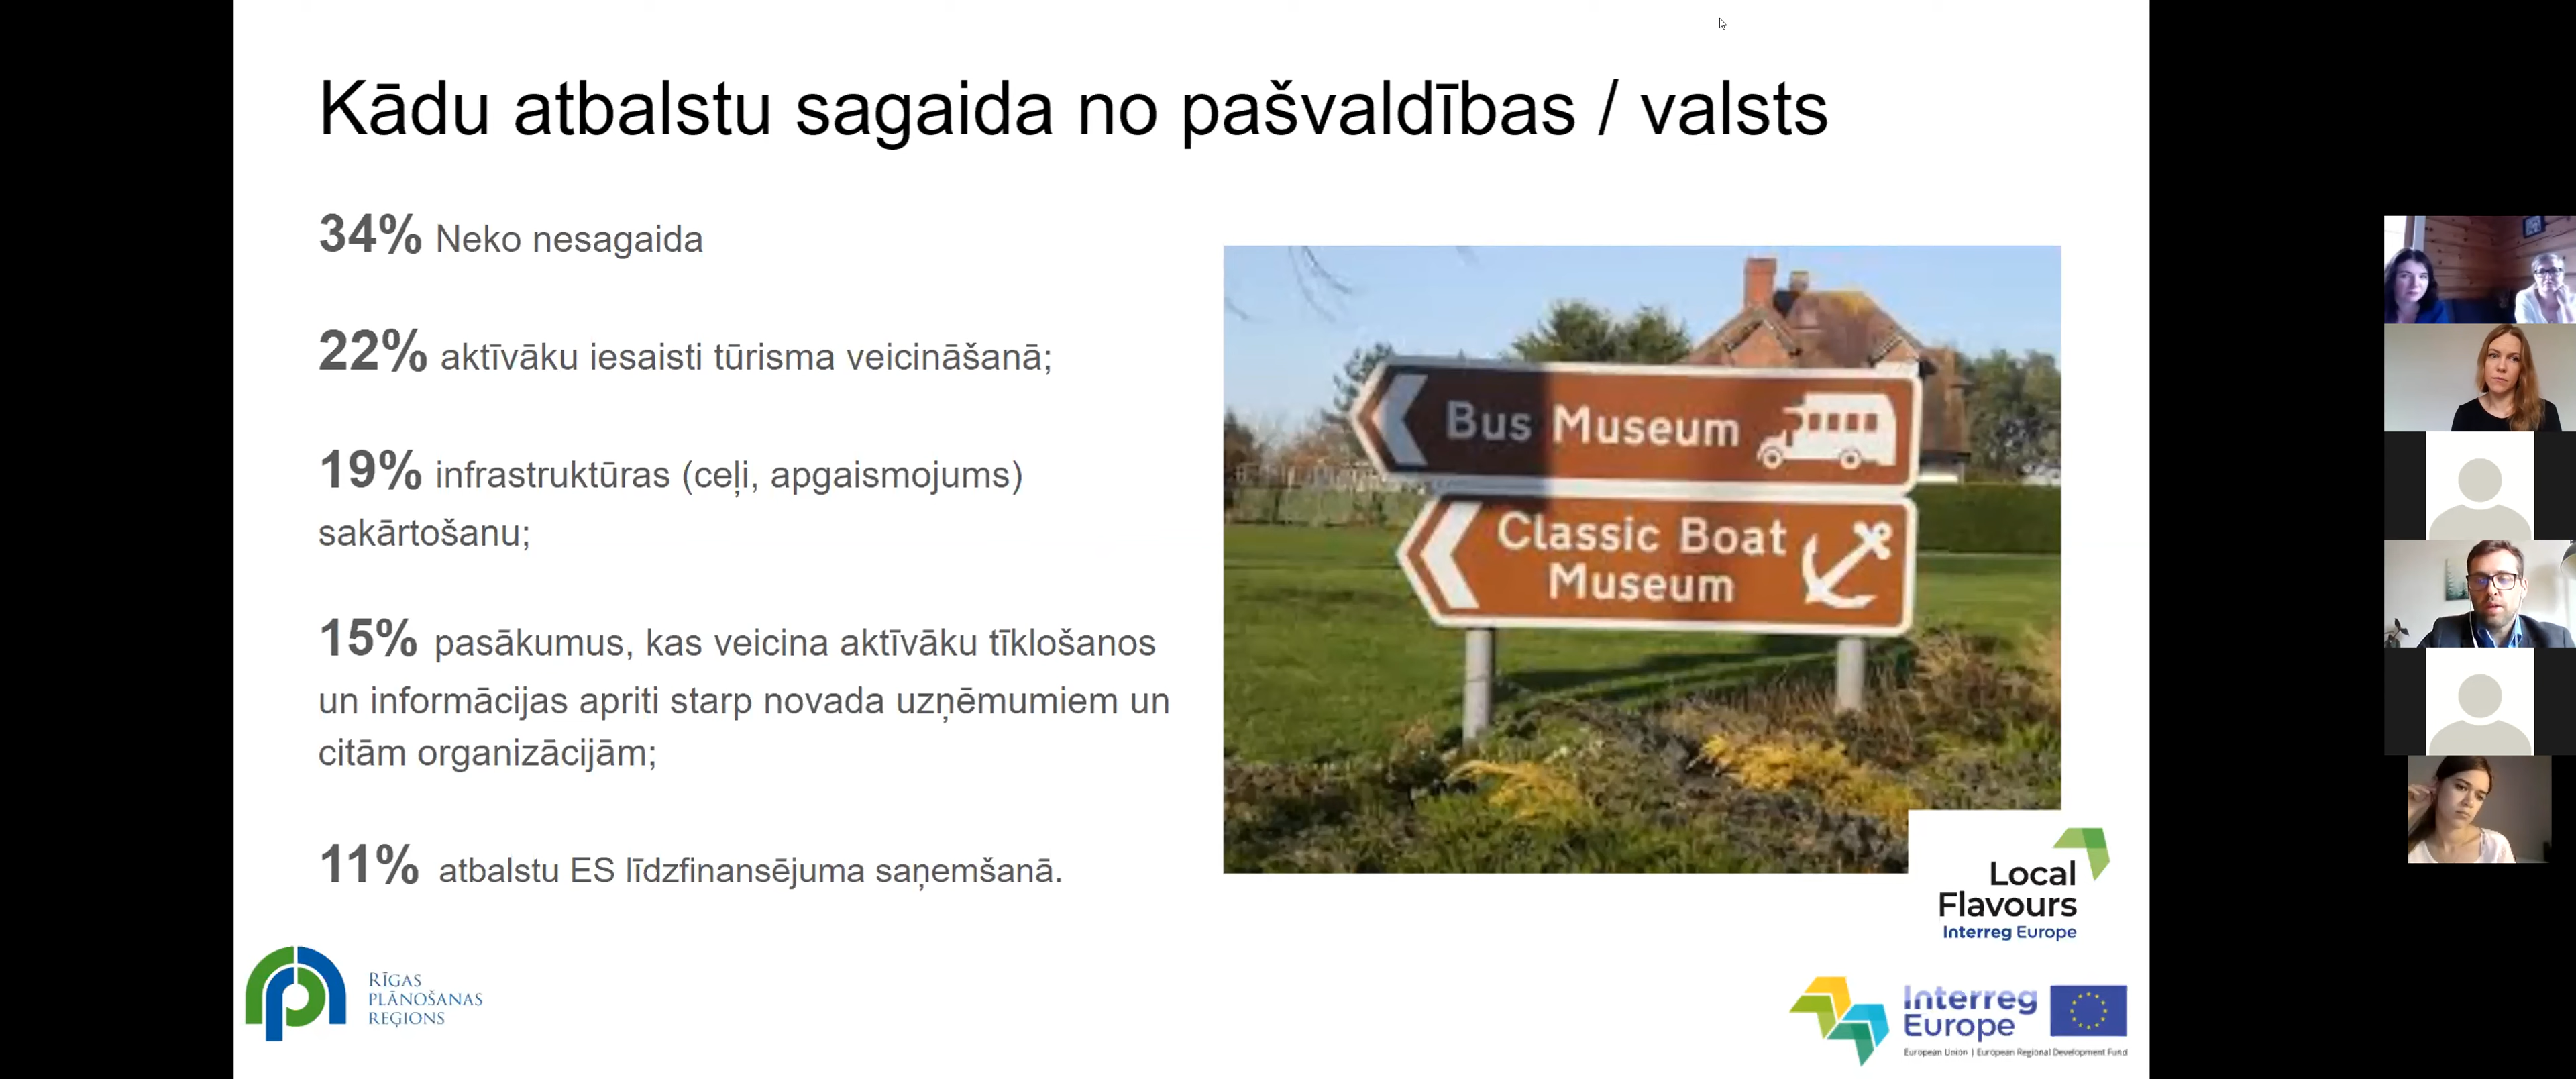 Kādu atbalstu sagaida no pašvaldības / valsts
34% Neko nesagaida
22% aktīvāku iesaisti tūrisma veicināšanā;
19% infrastruktūras (ceļi, apgaismojums)
sakārtošanu;
15% pasākumus, kas veicina aktīvāku tīklošanos
un informācijas apriti starp novada uzņēmumiem un
citām organizācijām;
11% atbalstu ES līdzfinansējuma saņemšanā.
Bus Museum
Classic Boat
Museum
Local
Flavours
Interreg Europe
RĪGAS
PLĀNOŠANAS
REĢIONS
Interreg
Europe
European Union | European Regional Development Fund